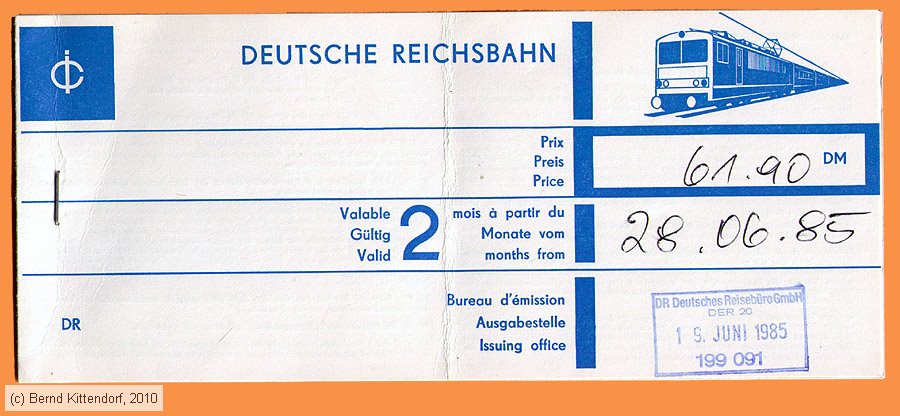 DEUTSCHE REICHSBAHN
Prix
Preis
Price
61.90 DM
Valable
Gültig
Valid
2
mois à partir du
Monate vom
months from
28.06.85
DR
Bureau d'émission
Ausgabestelle
Issuing office
DR Deutsches Reisebüro GmbH
DER 20
19. JUNI 1985
199 091
(c) Bernd Kittendorf, 2010